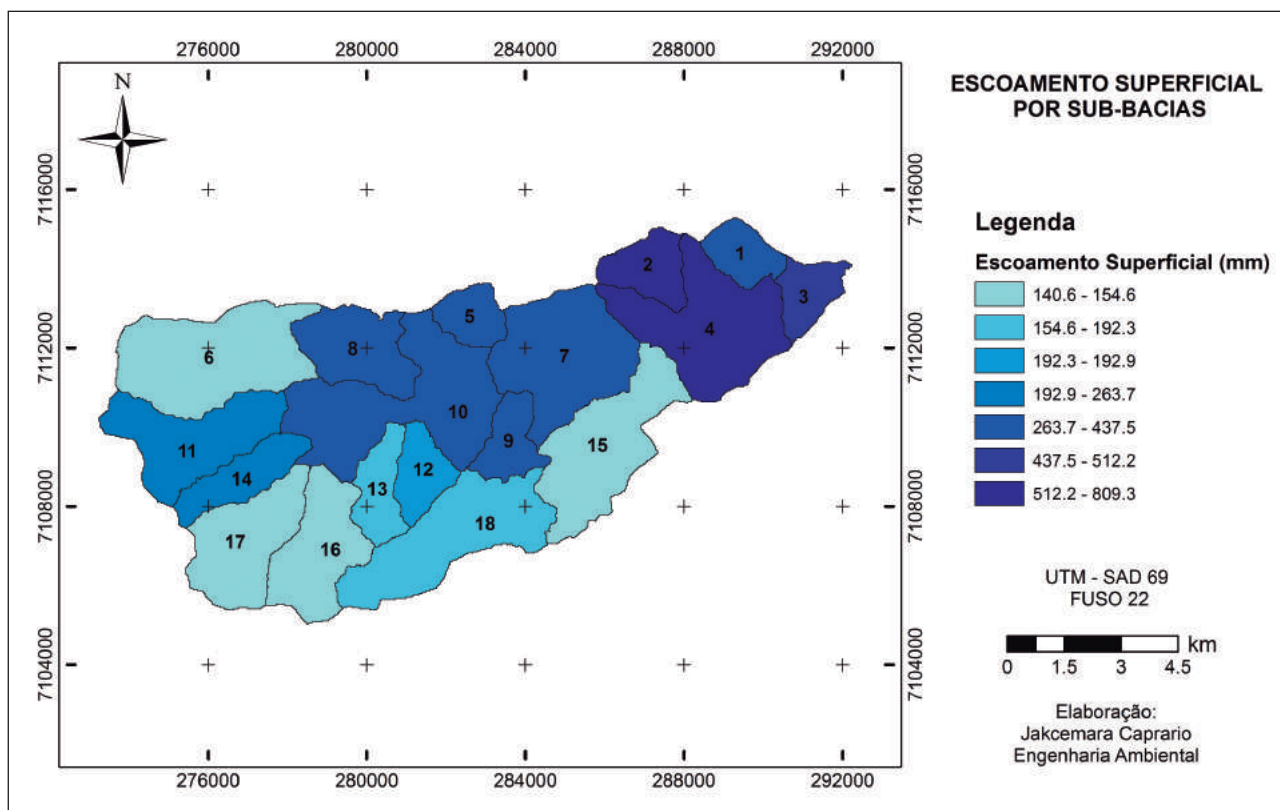 276000 280000 284000 288000 292000
N
7116000
7112000
7108000
7104000
7116000
7112000
7108000
7104000
1
2
3
4
5
6
7
8
9
10
11
12
13
14
15
16
17
18
276000 280000 284000 288000 292000
ESCOAMENTO SUPERFICIAL
POR SUB-BACIAS
Legenda
Escoamento Superficial (mm)
140.6 - 154.6
154.6 - 192.3
192.3 - 192.9
192.9 - 263.7
263.7 - 437.5
437.5 - 512.2
512.2 - 809.3
UTM - SAD 69
FUSO 22
km
0 1.5 3 4.5
Elaboração:
Jakcemara Caprario
Engenharia Ambiental